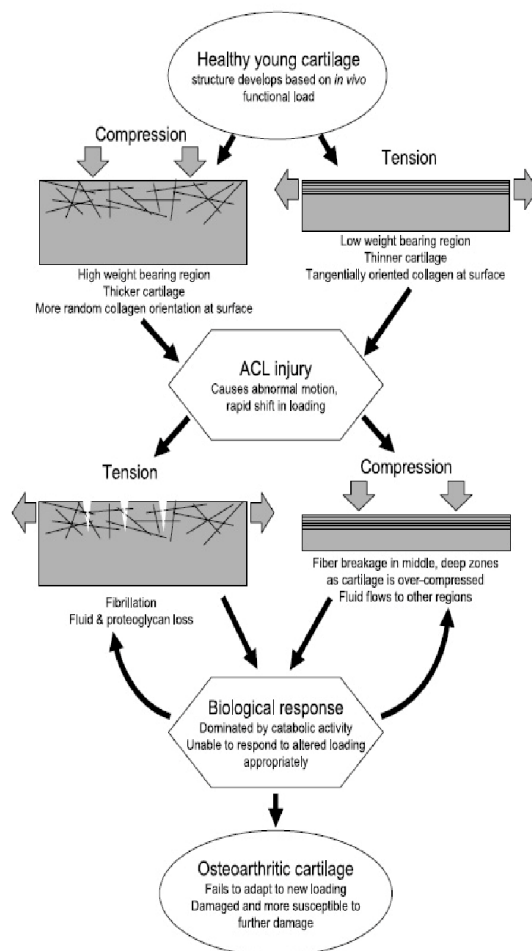 Healthy young cartilage
structure develops based on in vivo
functional load
Compression
Tension
High weight bearing region
Thicker cartilage
More random collagen orientation at surface
Low weight bearing region
Thinner cartilage
Tangentially oriented collagen at surface
ACL injury
Causes abnormal motion,
rapid shift in loading
Tension
Compression
Fibrillation
Fluid & proteoglycan loss
Fiber breakage in middle, deep zones
as cartilage is over-compressed
Fluid flows to other regions
Biological response
Dominated by catabolic activity
Unable to respond to altered loading
appropriately
Osteoarthritic cartilage
Fails to adapt to new loading
Damaged and more susceptible to
further damage